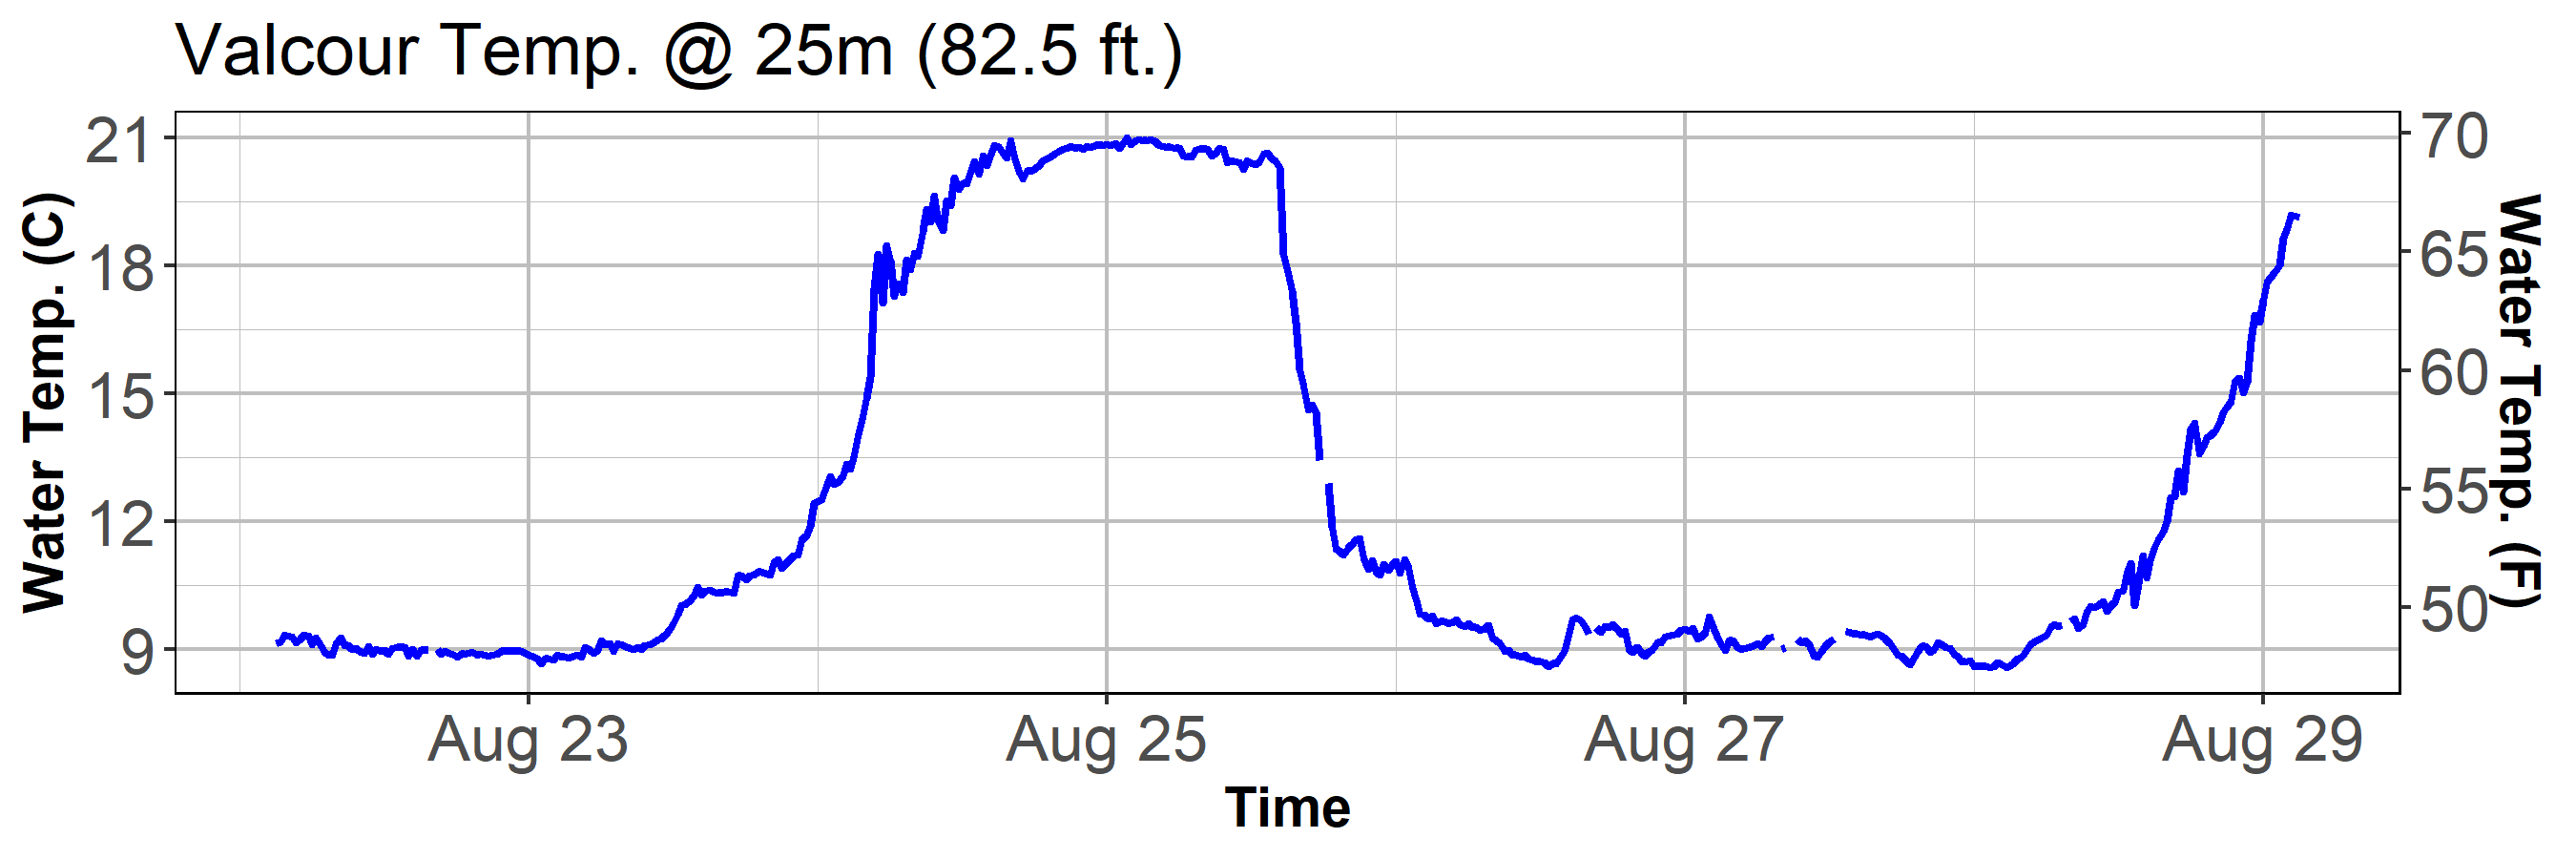 Valcour Temp. @ 25m (82.5 ft.)
Water Temp. (C)
21
18
15
12
9
70
65
60
55
50
Water Temp. (F)
Aug 23
Aug 25
Aug 27
Aug 29
Time